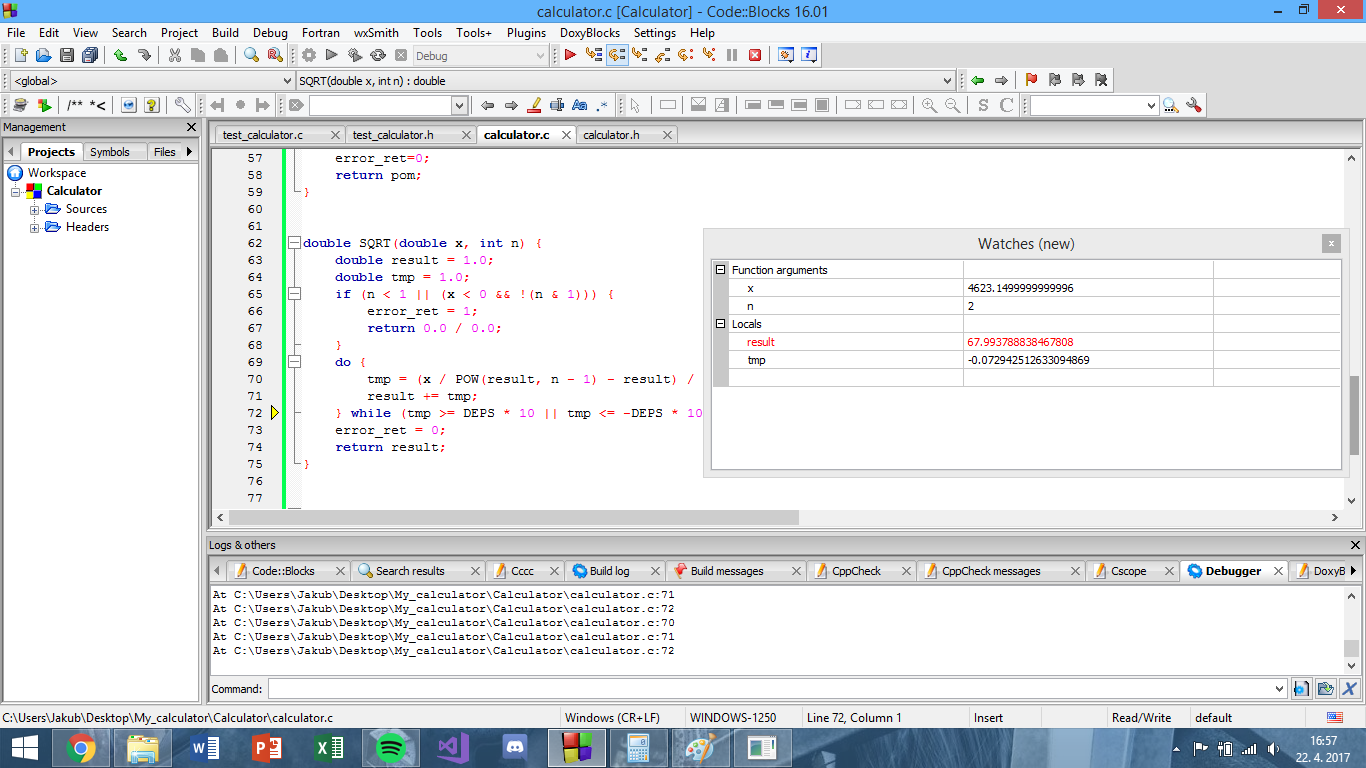 calculator.c [Calculator] - Code::Blocks 16.01
File Edit View Search Project Build Debug Fortran wxSmith Tools Tools+ Plugins DoxyBlocks Settings Help
Debug
<global>
SQRT(double x, int n) : double
/** *<
Aa .*
S C
Management
Projects Symbols Files
Workspace
Calculator
Sources
Headers
test_calculator.c test_calculator.h calculator.c calculator.h
57 error_ret=0;
58 return pom;
59 }
60
61
62 double SQRT(double x, int n) {
63 double result = 1.0;
64 double tmp = 1.0;
65 if (n < 1 || (x < 0 && !(n & 1))) {
66 error_ret = 1;
67 return 0.0 / 0.0;
68 }
69 do {
70 tmp = (x / POW(result, n - 1) - result) /
71 result += tmp;
72 } while (tmp >= DEPS * 10 || tmp <= -DEPS * 10
73 error_ret = 0;
74 return result;
75 }
76
77
Watches (new)
Function arguments
x 4623.1499999999996
n 2
Locals
result 67.993788838467808
tmp -0.072942512633094869
Logs & others
Code::Blocks Search results Cccc Build log Build messages CppCheck CppCheck messages Cscope Debugger DoxyB
At C:\Users\Jakub\Desktop\My_calculator\Calculator\calculator.c:71
At C:\Users\Jakub\Desktop\My_calculator\Calculator\calculator.c:72
At C:\Users\Jakub\Desktop\My_calculator\Calculator\calculator.c:70
At C:\Users\Jakub\Desktop\My_calculator\Calculator\calculator.c:71
At C:\Users\Jakub\Desktop\My_calculator\Calculator\calculator.c:72
Command:
C:\Users\Jakub\Desktop\My_calculator\Calculator\calculator.c Windows (CR+LF) WINDOWS-1250 Line 72, Column 1 Insert Read/Write default
16:57
22. 4. 2017